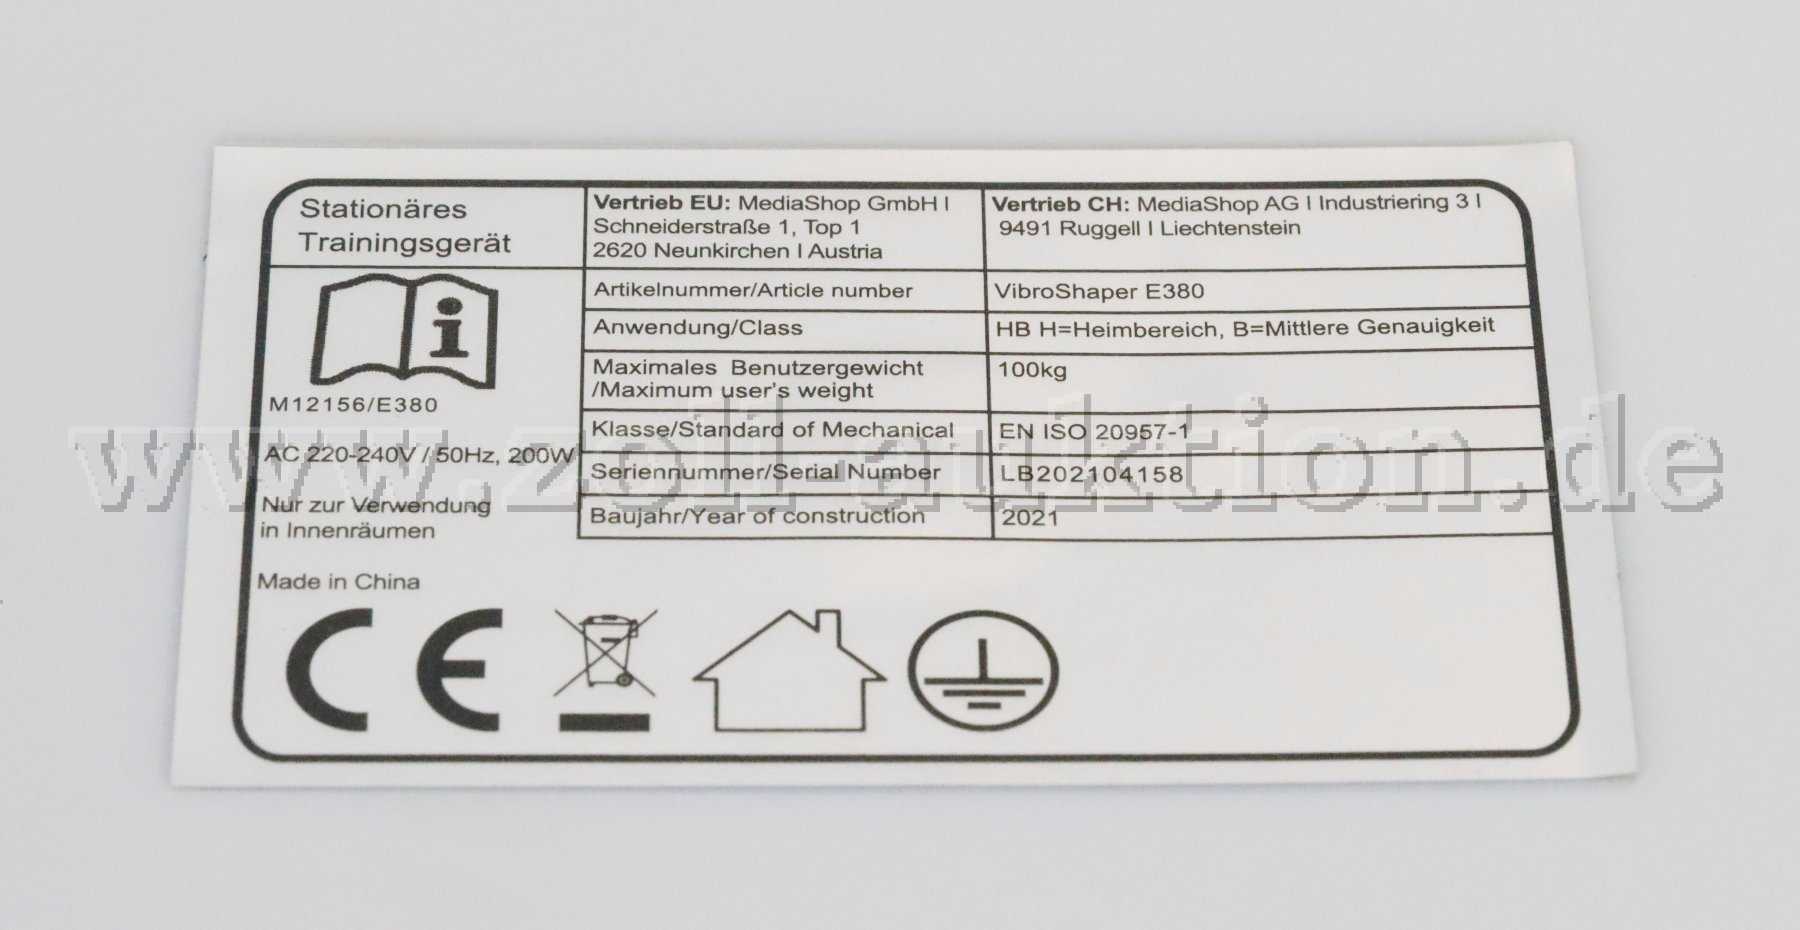 Stationäres
Trainingsgerät
Vertrieb EU: MediaShop GmbH I
Schneiderstraße 1, Top 1
2620 Neunkirchen I Austria
Vertrieb CH: MediaShop AG I Industriering 3 I
9491 Ruggell I Liechtenstein
Artikelnummer/Article number
VibroShaper E380
Anwendung/Class
HB H=Heimbereich, B=Mittlere Genauigkeit
Maximales Benutzergewicht
/Maximum user's weight
100kg
Klasse/Standard of Mechanical
EN ISO 20957-1
Seriennummer/Serial Number
LB202104158
Baujahr/Year of construction
2021
M12156/E380
AC 220-240V / 50Hz, 200W
Nur zur Verwendung
in Innenräumen
Made in China
CE
www.zoll-auktion.de